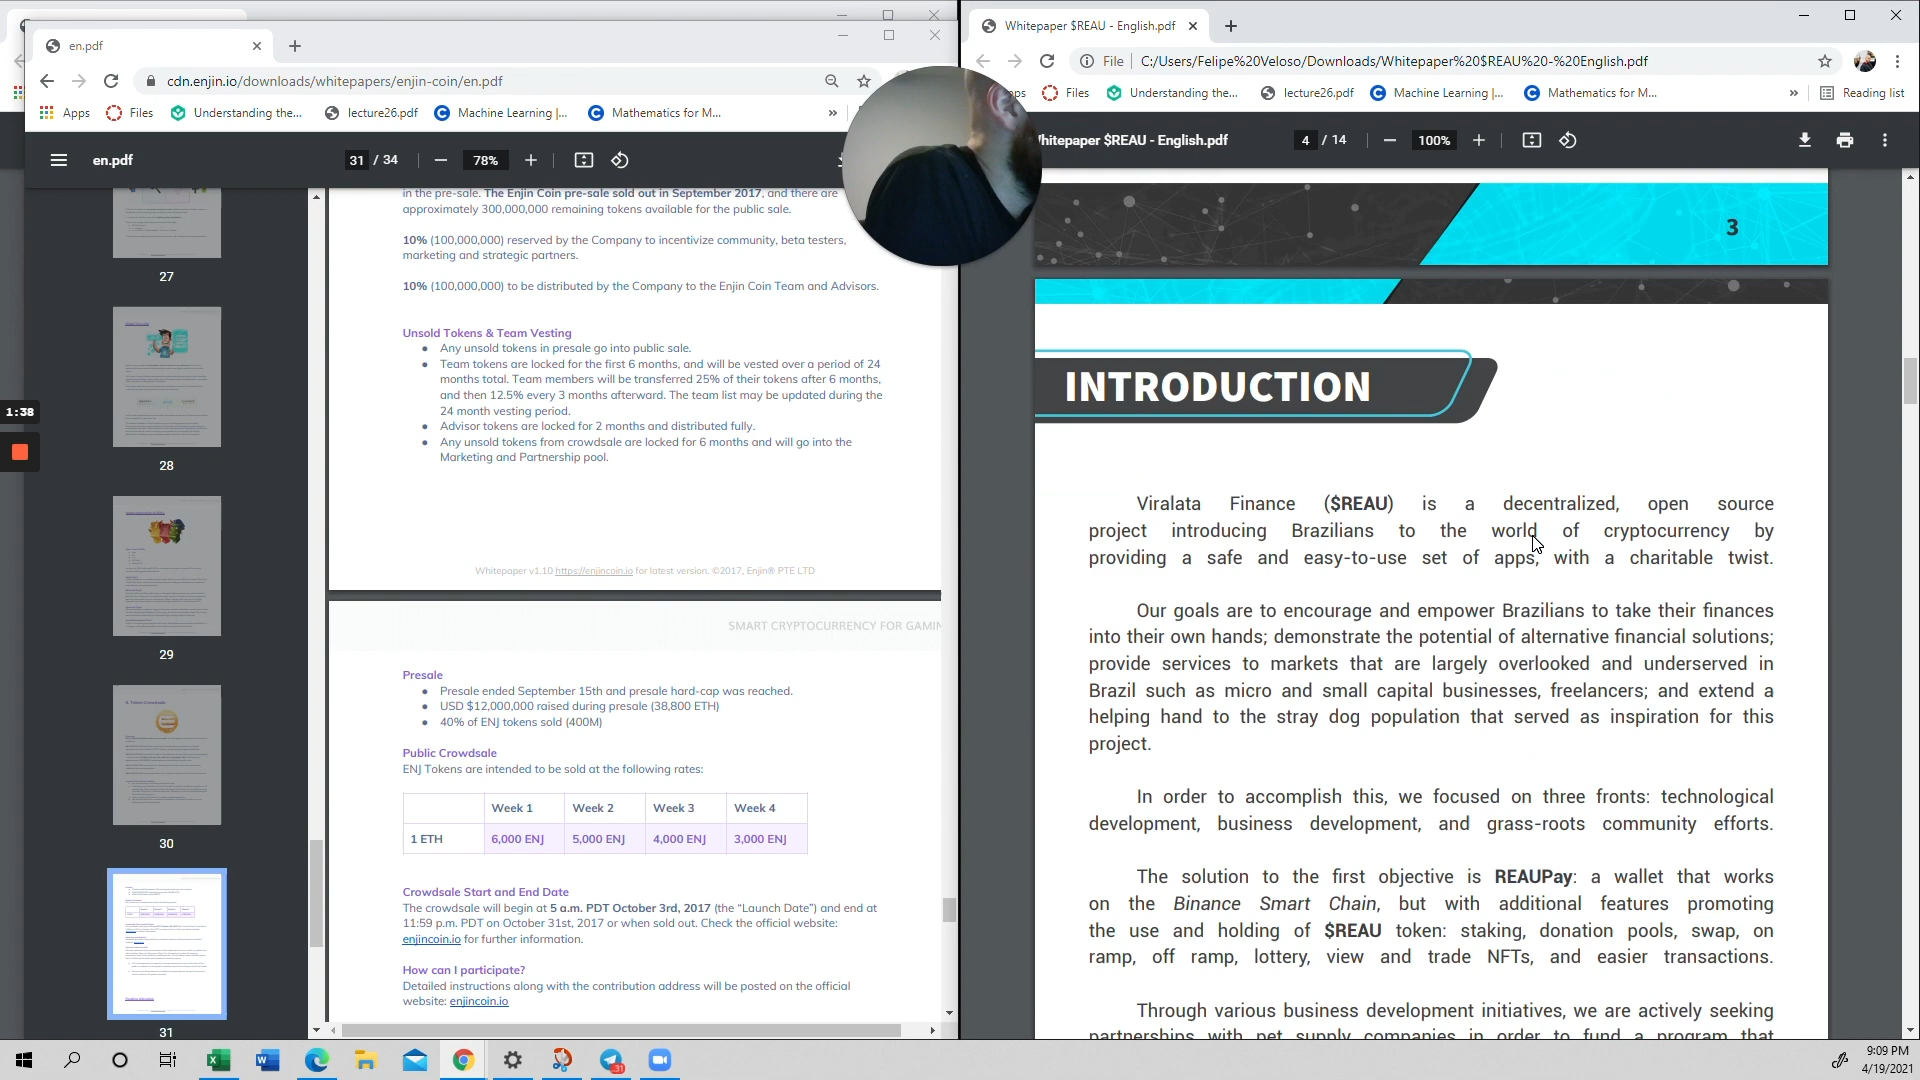 en.pdf
cdn.enjin.io/downloads/whitepapers/enjin-coin/en.pdf
Apps
Files
Understanding the...
lecture26.pdf
Machine Learning |...
Mathematics for M...
»
en.pdf
31 / 34
78%
27
28
29
30
31
1:38
in the pre-sale. The Enjin Coin pre-sale sold out in September 2017, and there are
approximately 300,000,000 remaining tokens available for the public sale.
10% (100,000,000) reserved by the Company to incentivize community, beta testers,
marketing and strategic partners.
10% (100,000,000) to be distributed by the Company to the Enjin Coin Team and Advisors.
Unsold Tokens & Team Vesting
● Any unsold tokens in presale go into public sale.
● Team tokens are locked for the first 6 months, and will be vested over a period of 24
months total. Team members will be transferred 25% of their tokens after 6 months,
and then 12.5% every 3 months afterward. The team list may be updated during the
24 month vesting period.
● Advisor tokens are locked for 2 months and distributed fully.
● Any unsold tokens from crowdsale are locked for 6 months and will go into the
Marketing and Partnership pool.
Whitepaper v1.10 https://enjincoin.io for latest version. ©2017, Enjin® PTE LTD
SMART CRYPTOCURRENCY FOR GAMIN
Presale
● Presale ended September 15th and presale hard-cap was reached.
● USD $12,000,000 raised during presale (38,800 ETH)
● 40% of ENJ tokens sold (400M)
Public Crowdsale
ENJ Tokens are intended to be sold at the following rates:
Week 1 Week 2 Week 3 Week 4
1 ETH 6,000 ENJ 5,000 ENJ 4,000 ENJ 3,000 ENJ
Crowdsale Start and End Date
The crowdsale will begin at 5 a.m. PDT October 3rd, 2017 (the “Launch Date”) and end at
11:59 p.m. PDT on October 31st, 2017 or when sold out. Check the official website:
enjincoin.io for further information.
How can I participate?
Detailed instructions along with the contribution address will be posted on the official
website: enjincoin.io
Whitepaper $REAU - English.pdf
File
C:/Users/Felipe%20Veloso/Downloads/Whitepaper%20$REAU%20-%20English.pdf
ps
Files
Understanding the...
lecture26.pdf
Machine Learning |...
Mathematics for M...
»
Reading list
hitepaper $REAU - English.pdf
4 / 14
100%
3
INTRODUCTION
Viralata Finance ($REAU) is a decentralized, open source
project introducing Brazilians to the world of cryptocurrency by
providing a safe and easy-to-use set of apps, with a charitable twist.
Our goals are to encourage and empower Brazilians to take their finances
into their own hands; demonstrate the potential of alternative financial solutions;
provide services to markets that are largely overlooked and underserved in
Brazil such as micro and small capital businesses, freelancers; and extend a
helping hand to the stray dog population that served as inspiration for this
project.
In order to accomplish this, we focused on three fronts: technological
development, business development, and grass-roots community efforts.
The solution to the first objective is REAUPay: a wallet that works
on the Binance Smart Chain, but with additional features promoting
the use and holding of $REAU token: staking, donation pools, swap, on
ramp, off ramp, lottery, view and trade NFTs, and easier transactions.
Through various business development initiatives, we are actively seeking
partnerships with pet supply companies in order to fund a program that
9:09 PM
4/19/2021